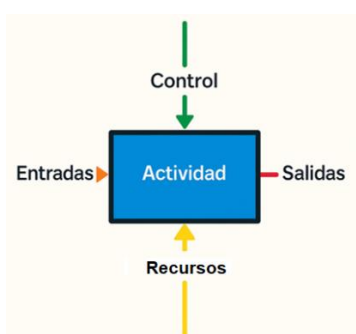 Control
Entradas
Actividad
Salidas
Recursos